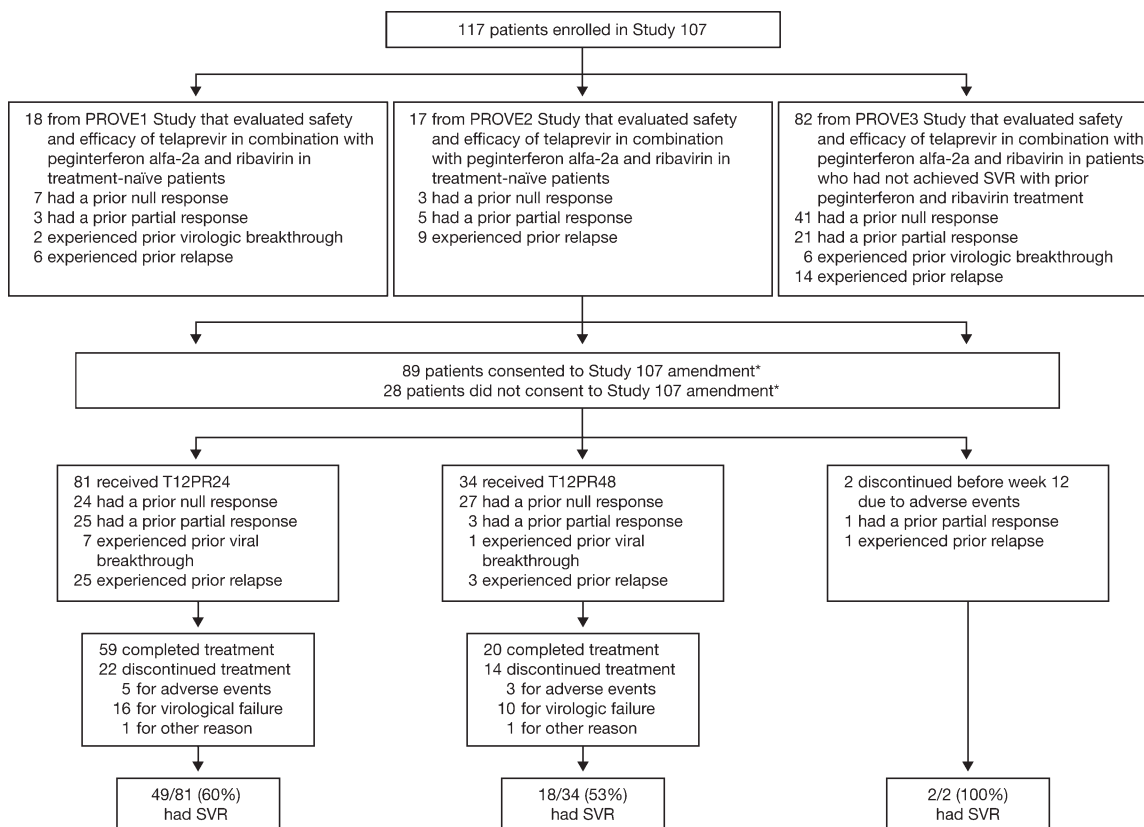 117 patients enrolled in Study 107
18 from PROVE1 Study that evaluated safety
and efficacy of telaprevir in combination with
peginterferon alfa-2a and ribavirin in
treatment-naïve patients
7 had a prior null response
3 had a prior partial response
2 experienced prior virologic breakthrough
6 experienced prior relapse
17 from PROVE2 Study that evaluated safety
and efficacy of telaprevir in combination
with peginterferon alfa-2a and ribavirin in
treatment-naïve patients
3 had a prior null response
5 had a prior partial response
9 experienced prior relapse
82 from PROVE3 Study that evaluated safety
and efficacy of telaprevir in combination with
peginterferon alfa-2a and ribavirin in patients
who had not achieved SVR with prior
peginterferon and ribavirin treatment
41 had a prior null response
21 had a prior partial response
6 experienced prior virologic breakthrough
14 experienced prior relapse
89 patients consented to Study 107 amendment*
28 patients did not consent to Study 107 amendment*
81 received T12PR24
24 had a prior null response
25 had a prior partial response
7 experienced prior viral
breakthrough
25 experienced prior relapse
34 received T12PR48
27 had a prior null response
3 had a prior partial response
1 experienced prior viral
breakthrough
3 experienced prior relapse
2 discontinued before week 12
due to adverse events
1 had a prior partial response
1 experienced prior relapse
59 completed treatment
22 discontinued treatment
5 for adverse events
16 for virological failure
1 for other reason
20 completed treatment
14 discontinued treatment
3 for adverse events
10 for virologic failure
1 for other reason
49/81 (60%)
had SVR
18/34 (53%)
had SVR
2/2 (100%)
had SVR